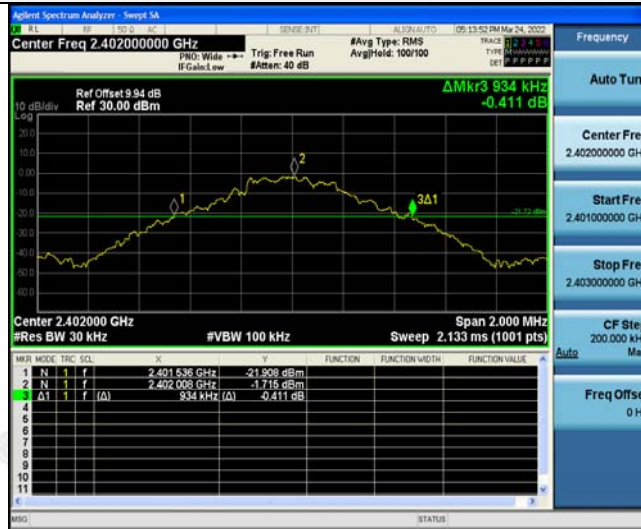 Agilent Spectrum Analyzer - Swept SA
RL RF 50 Ω AC SENSE:INT ALIGN AUTO 05:13:52 PM Mar 24, 2022
Center Freq 2.402000000 GHz
PNO: Wide
IFGain:Low
Trig: Free Run
#Atten: 40 dB
#Avg Type: RMS
Avg|Hold: 100/100
TRACE 1 2 3 4 5 6
TYPE
DET P P P P P P
Frequency
Auto Tun
ΔMkr3 934 kHz
-0.411 dB
Ref Offset 9.94 dB
10 dB/div Ref 30.00 dBm
Log
20.0
10.0
0.00
-10.0
-20.0
-30.0
-40.0
-50.0
-60.0
1
2
3Δ1
-21.72 dBm
Center Fre
2.402000000 GH
Start Fre
2.401000000 GH
Stop Fre
2.403000000 GH
Center 2.402000 GHz Span 2.000 MHz
#Res BW 30 kHz #VBW 100 kHz Sweep 2.133 ms (1001 pts)
CF Ste
200.000 kH
Auto Ma
Freq Offse
0 H
MKR MODE TRC SCL X Y FUNCTION FUNCTION WIDTH FUNCTION VALUE
1 N 1 f 2.401 536 GHz -21.908 dBm
2 N 1 f 2.402 008 GHz -1.715 dBm
3 Δ1 1 f (Δ) 934 kHz (Δ) -0.411 dB
4
5
6
7
8
9
10
11
MSG STATUS